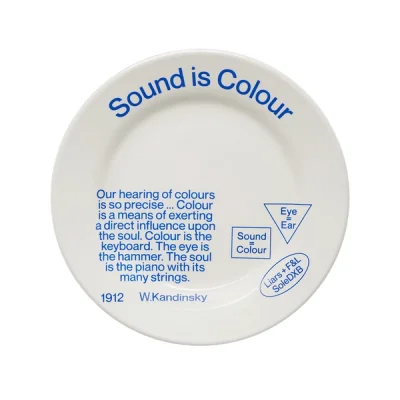 Sound is Colour
Our hearing of colours
is so precise ... Colour
is a means of exerting
a direct influence upon
the soul. Colour is the
keyboard. The eye is
the hammer. The soul
is the piano with its
many strings.
1912 W.Kandinsky
Eye
=
Ear
Sound
=
Colour
Liars + F&L
SoleDXB